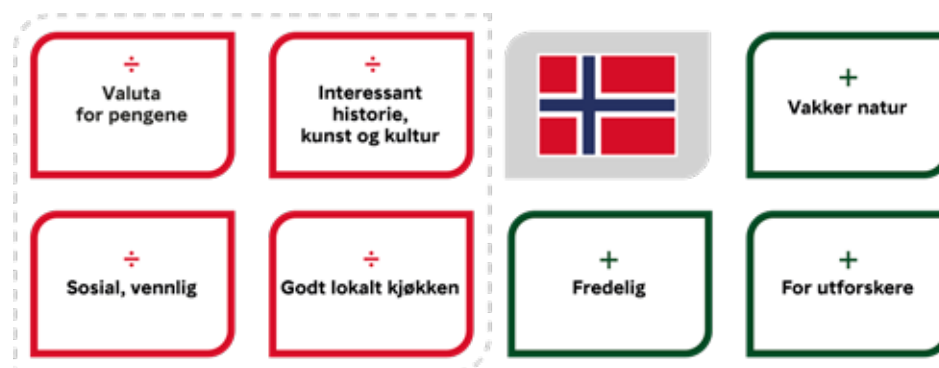 ÷
Valuta
for pengene
÷
Interessant
historie,
kunst og kultur
+
Vakker natur
÷
Sosial, vennlig
÷
Godt lokalt kjøkken
+
Fredelig
+
For utforskere